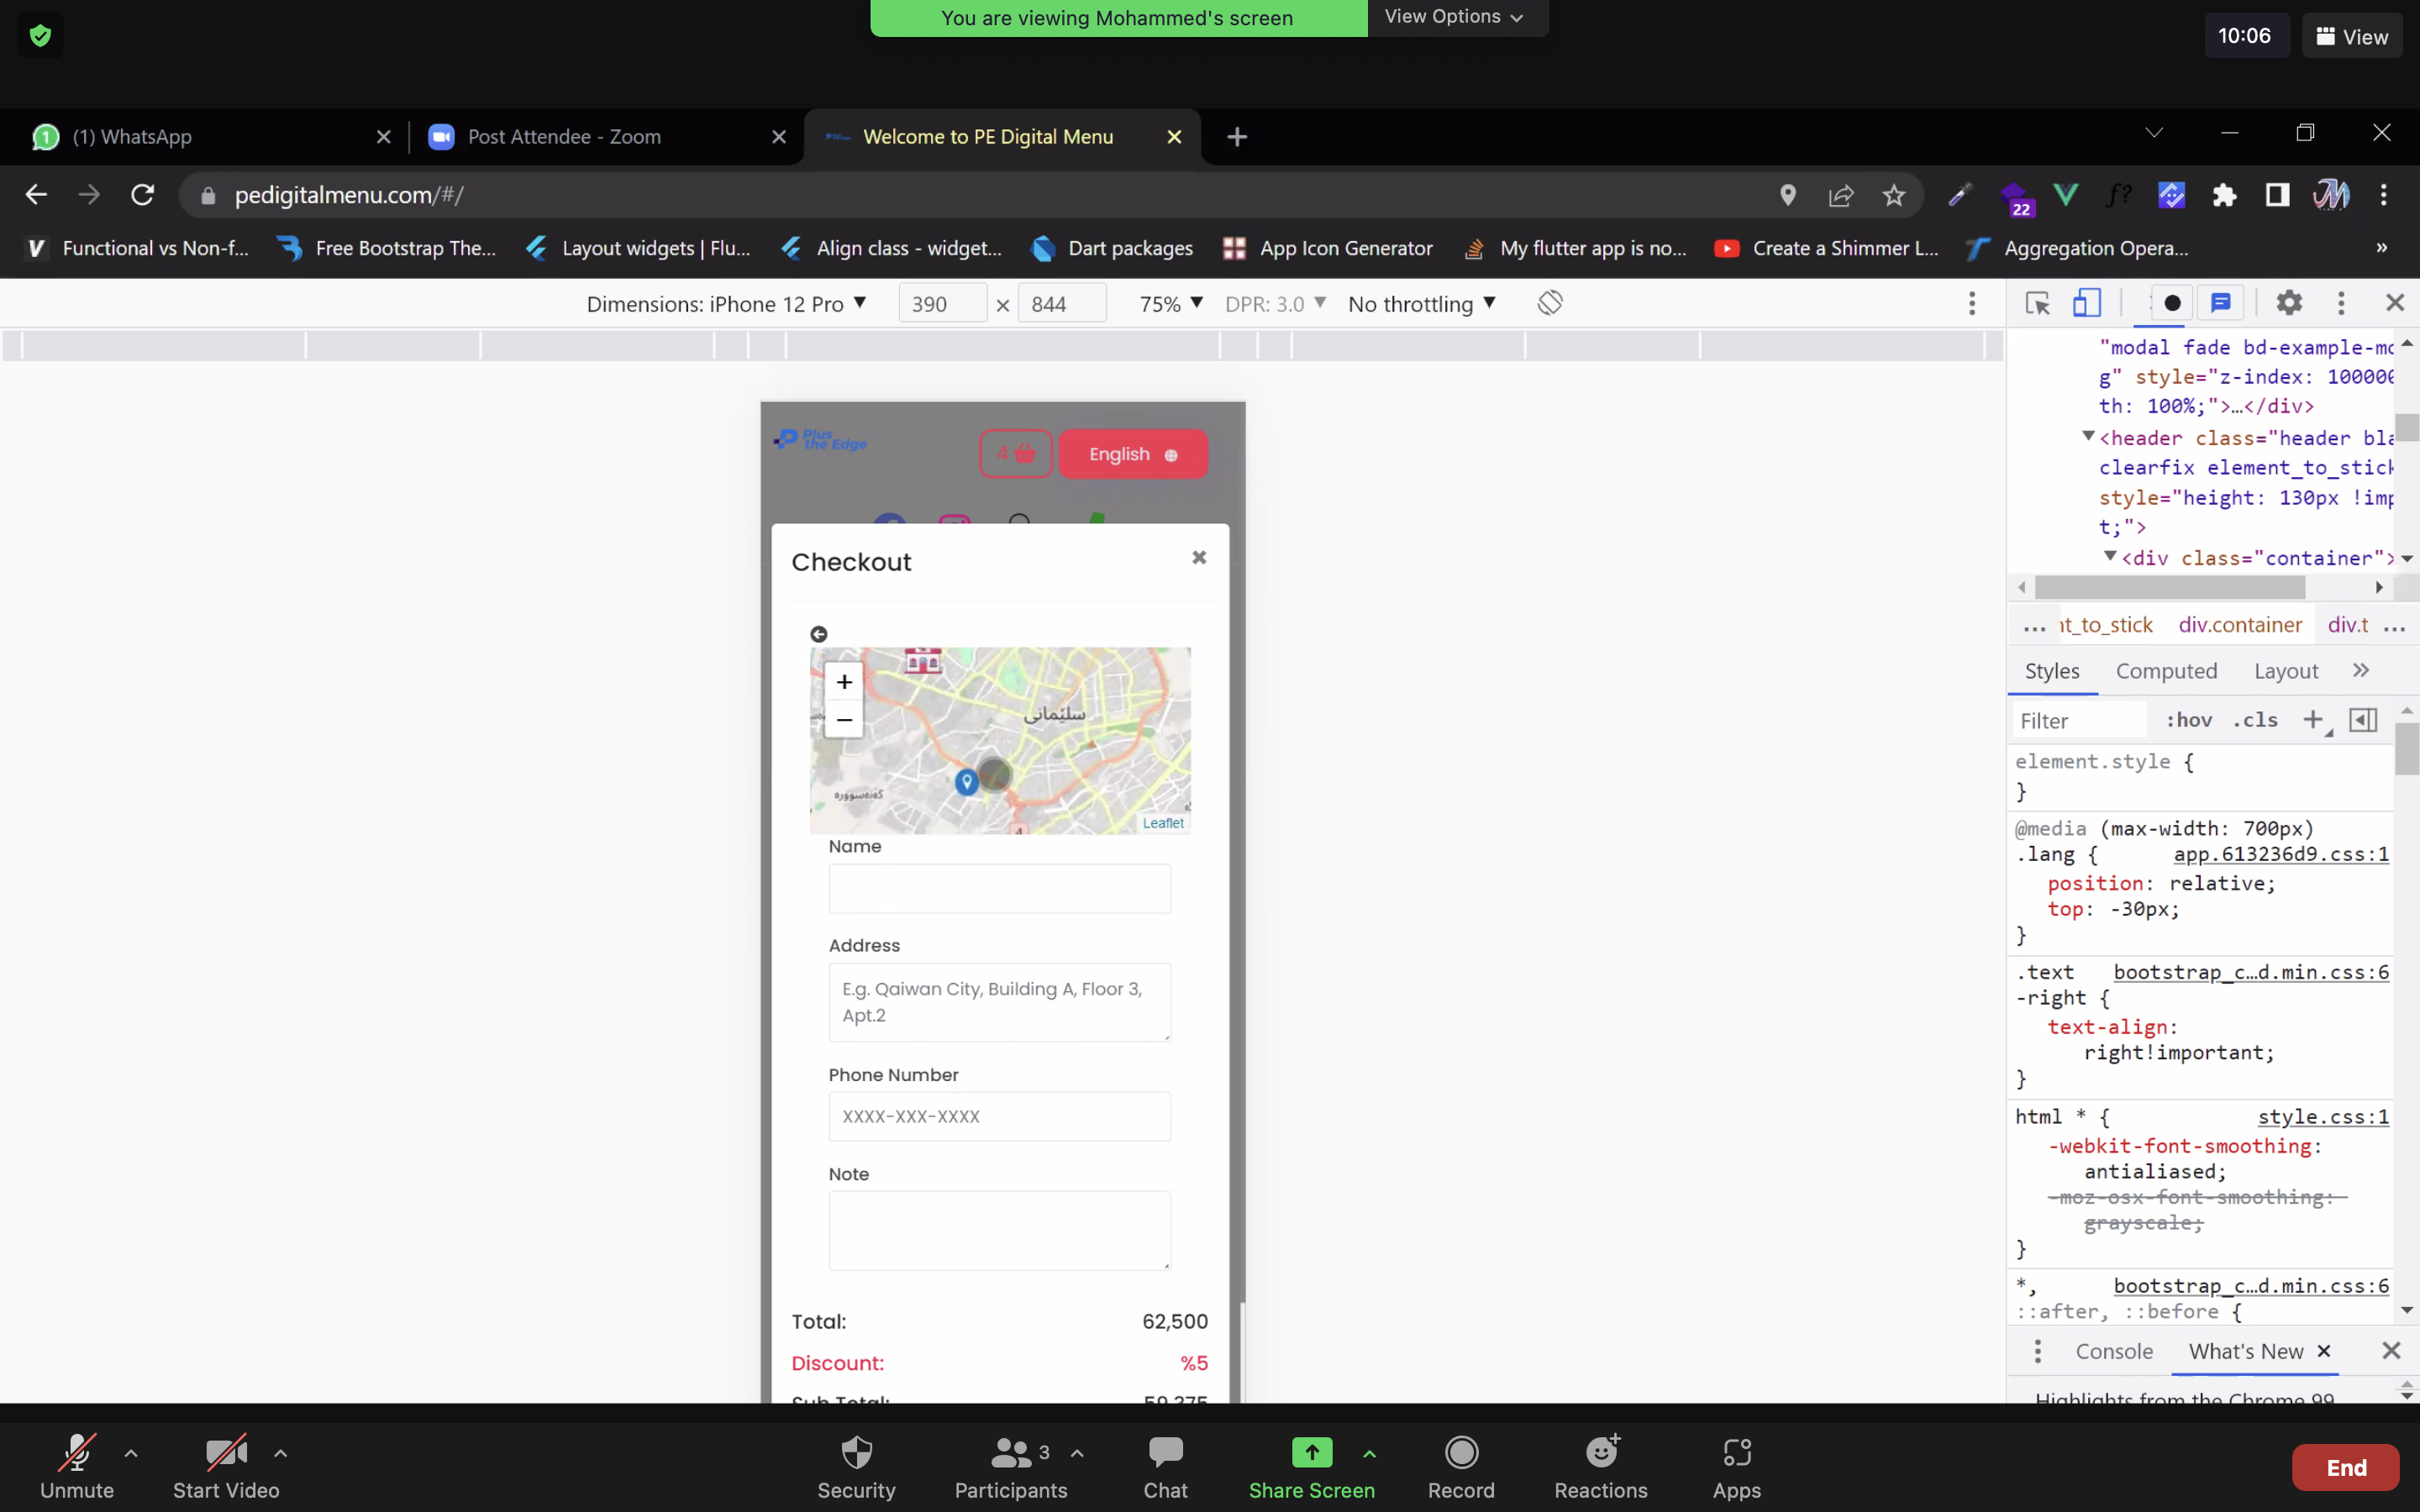 You are viewing Mohammed's screen
View Options
10:06
View
(1) WhatsApp
Post Attendee - Zoom
Welcome to PE Digital Menu
pedigitalmenu.com/#/
22
Functional vs Non-f...
Free Bootstrap The...
Layout widgets | Flu...
Align class - widget...
Dart packages
App Icon Generator
My flutter app is no...
Create a Shimmer L...
Aggregation Opera...
»
Dimensions: iPhone 12 Pro
390
×
844
75%
DPR: 3.0
No throttling
Plus
the Edge
4
English
Checkout
+
−
سلێمانی
Leaflet
Name
Address
E.g. Qaiwan City, Building A, Floor 3,
Apt.2
Phone Number
XXXX-XXX-XXXX
Note
Total: 62,500
Discount: %5
Sub Total: 59,375
"modal fade bd-example-mo
g" style="z-index: 100000
th: 100%;">…</div>
<header class="header bla
clearfix element_to_stick
style="height: 130px !imp
t;">
<div class="container">
... nt_to_stick div.container div.t ...
Styles Computed Layout »
Filter :hov .cls +
element.style {
}
@media (max-width: 700px)
.lang { app.613236d9.css:1
position: relative;
top: -30px;
}
.text bootstrap_c…d.min.css:6
-right {
text-align:
right!important;
}
html * { style.css:1
-webkit-font-smoothing:
antialiased;
-moz-osx-font-smoothing:
grayscale;
}
*, bootstrap_c…d.min.css:6
::after, ::before {
Console What's New
Highlights from the Chrome 99
Unmute
Start Video
Security
3
Participants
Chat
Share Screen
Record
Reactions
Apps
End